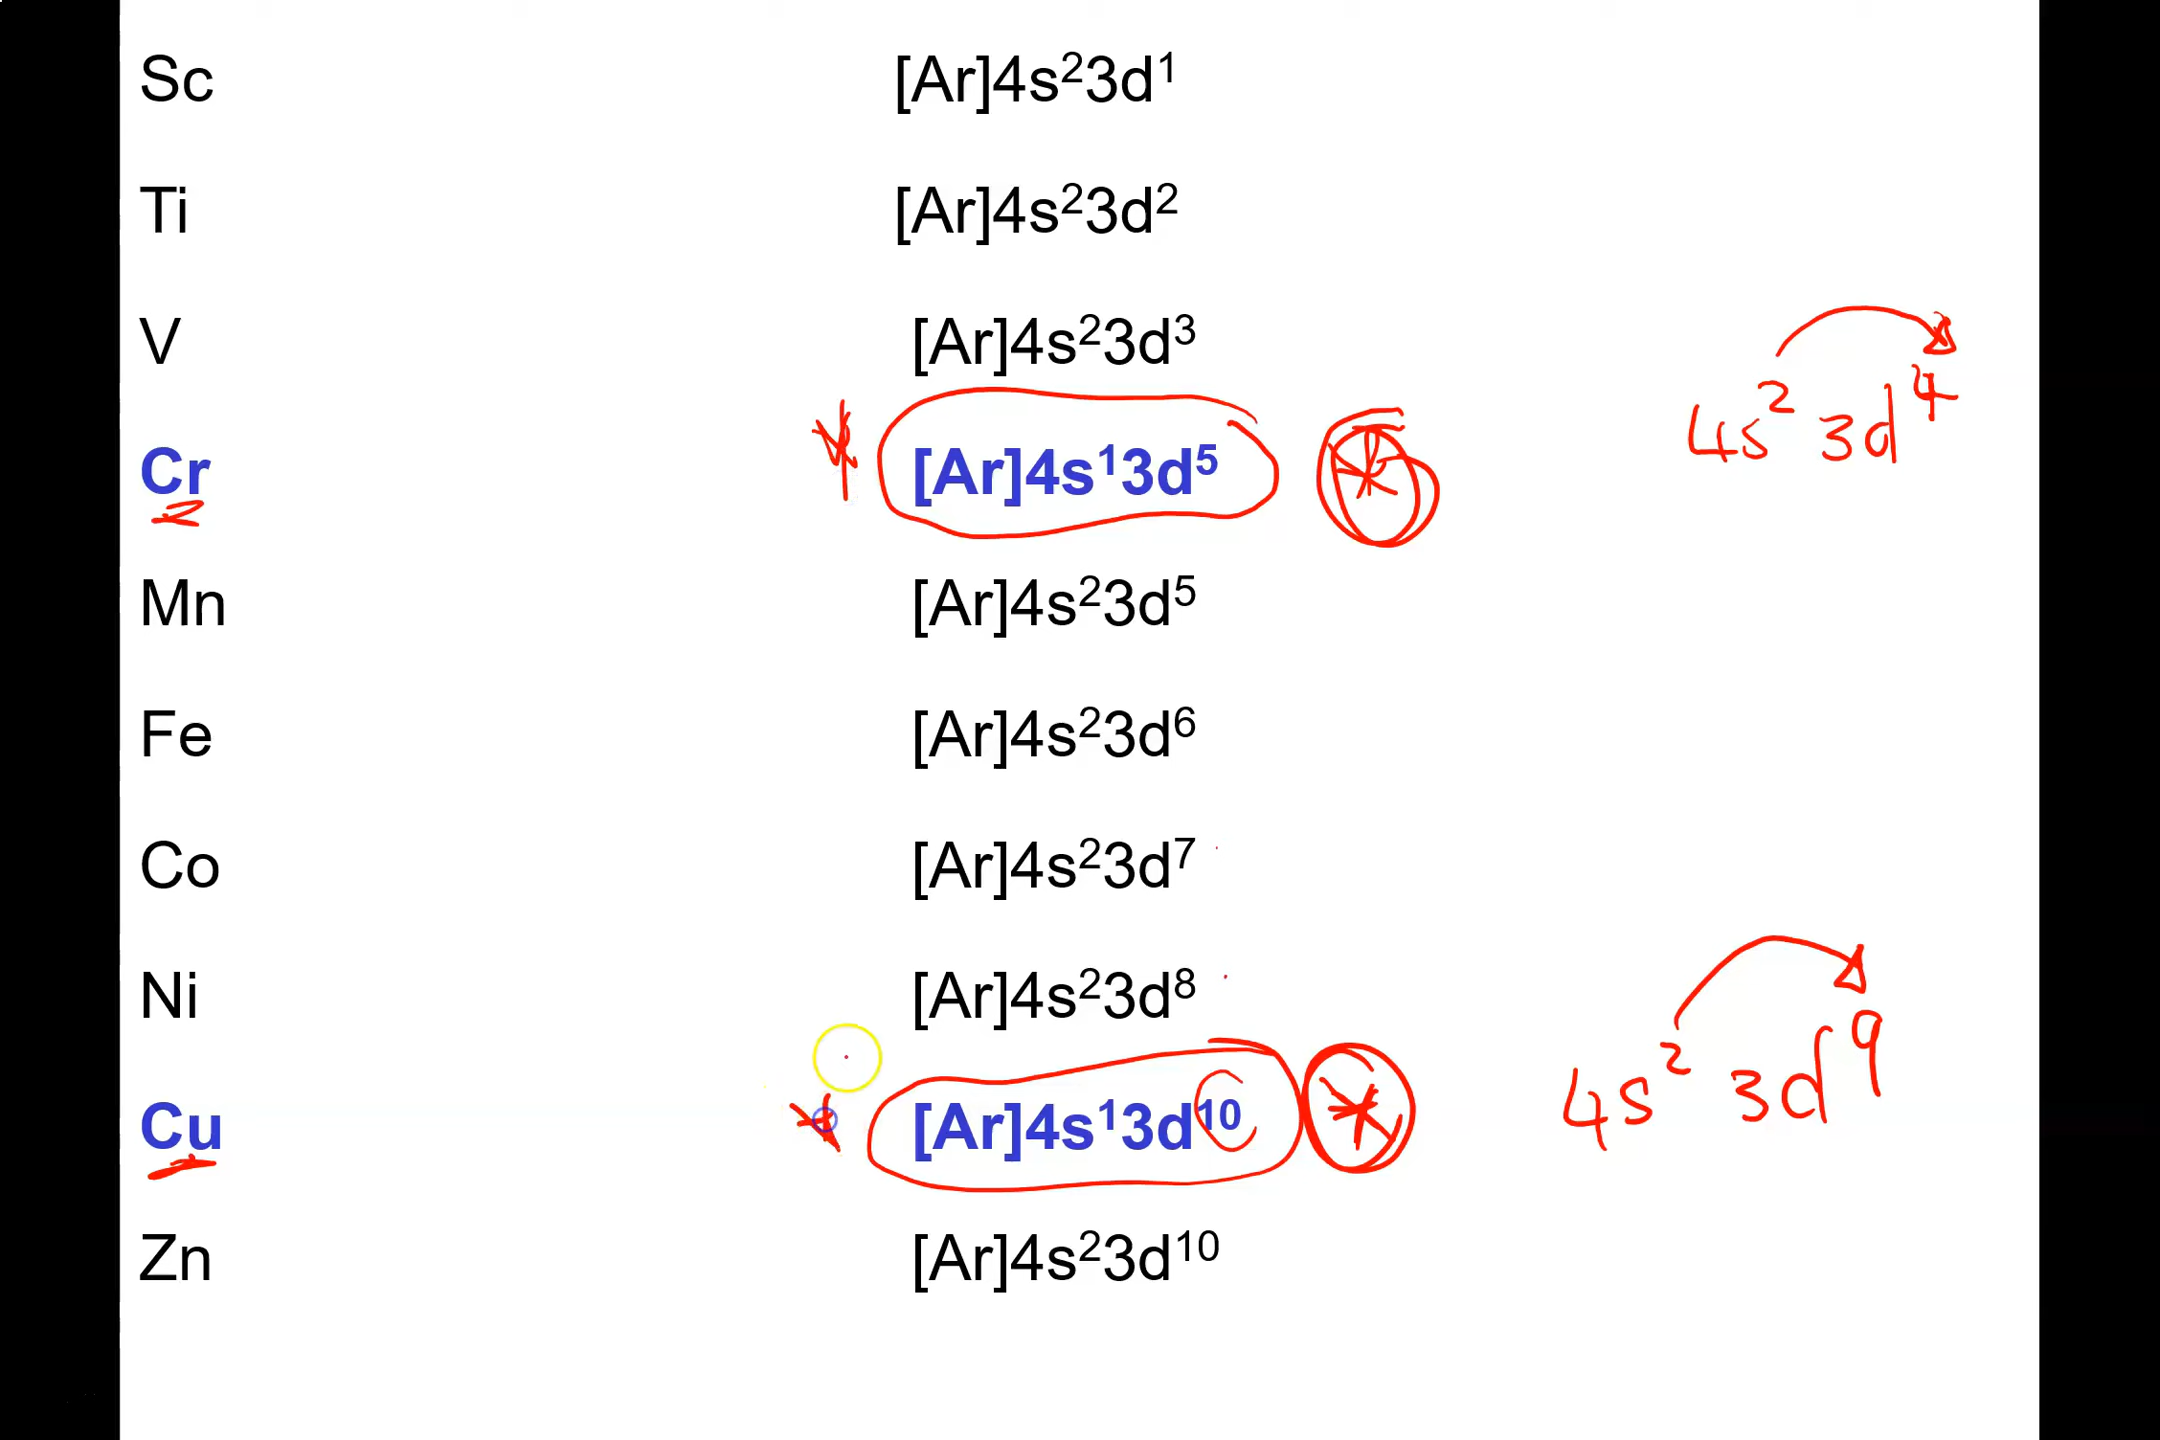 Sc [Ar]4s²3d¹
Ti [Ar]4s²3d²
V [Ar]4s²3d³
4s² 3d⁴
Cr [Ar]4s¹3d⁵
Mn [Ar]4s²3d⁵
Fe [Ar]4s²3d⁶
Co [Ar]4s²3d⁷
Ni [Ar]4s²3d⁸
4s² 3d⁹
Cu [Ar]4s¹3d¹⁰
Zn [Ar]4s²3d¹⁰